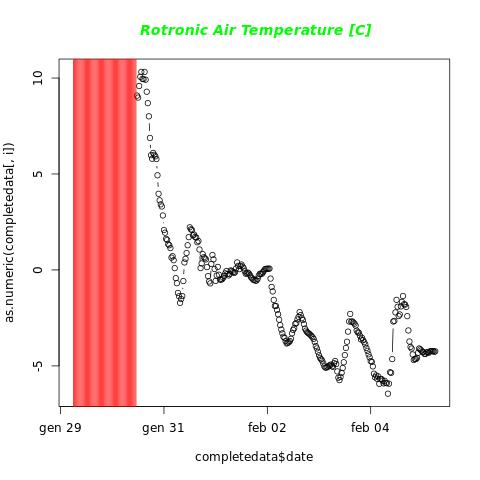 Rotronic Air Temperature [C]
as.numeric(completedata[, i])
10
5
0
-5
gen 29
gen 31
feb 02
feb 04
completedata$date